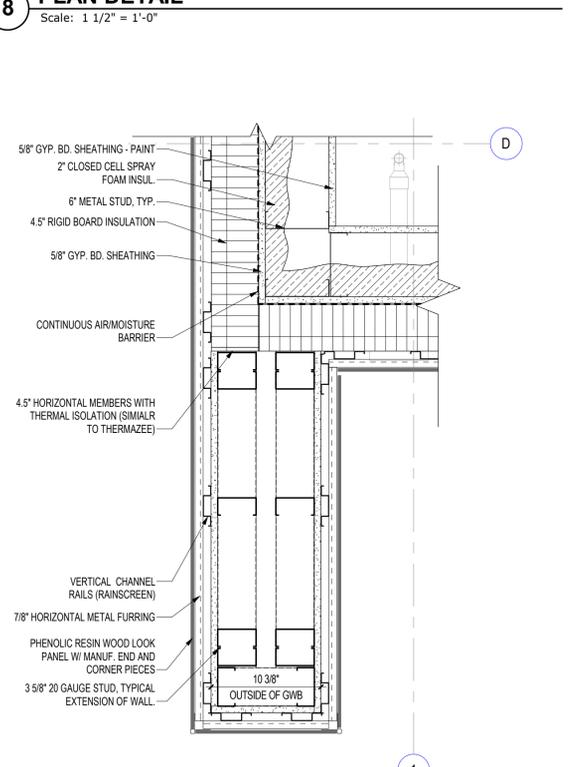 8
Scale: 1 1/2" = 1'-0"
D
5/8" GYP. BD. SHEATHING - PAINT
2" CLOSED CELL SPRAY
FOAM INSUL.
6" METAL STUD, TYP.
4.5" RIGID BOARD INSULATION
5/8" GYP. BD. SHEATHING
CONTINUOUS AIR/MOISTURE
BARRIER
4.5" HORIZONTAL MEMBERS WITH
THERMAL ISOLATION (SIMIALR
TO THERMAZEE)
VERTICAL CHANNEL
RAILS (RAINSCREEN)
7/8" HORIZONTAL METAL FURRING
PHENOLIC RESIN WOOD LOOK
PANEL W/ MANUF. END AND
CORNER PIECES
3 5/8" 20 GAUGE STUD, TYPICAL
EXTENSION OF WALL.
10 3/8"
OUTSIDE OF GWB